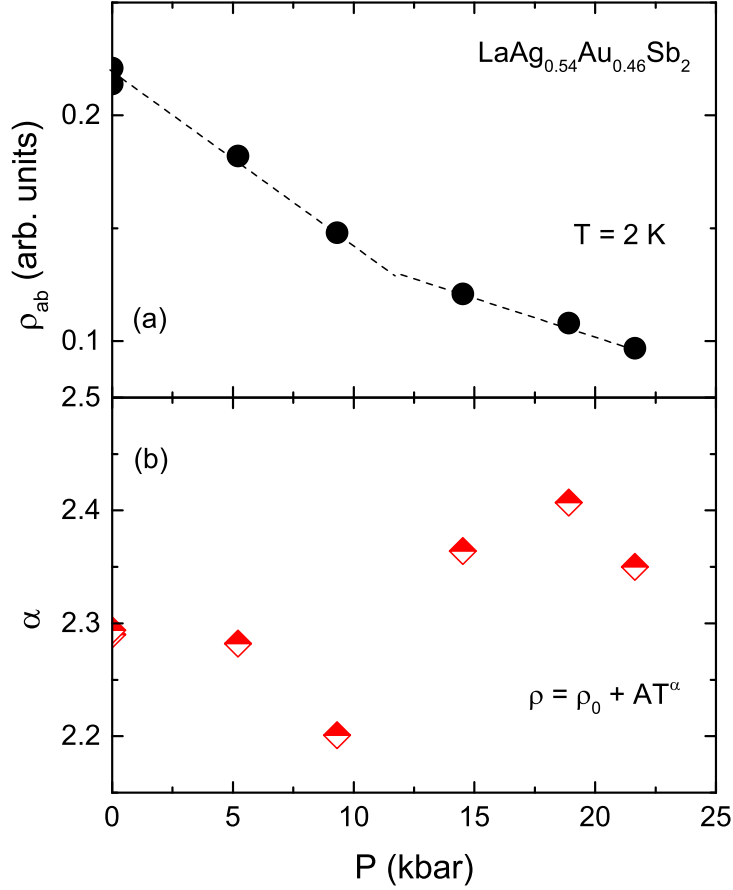 LaAg0.54Au0.46Sb2
0.2
ρab (arb. units)
T = 2 K
(a)
0.1
2.5
(b)
2.4
α
2.3
ρ = ρ0 + ATα
2.2
0 5 10 15 20 25
P (kbar)